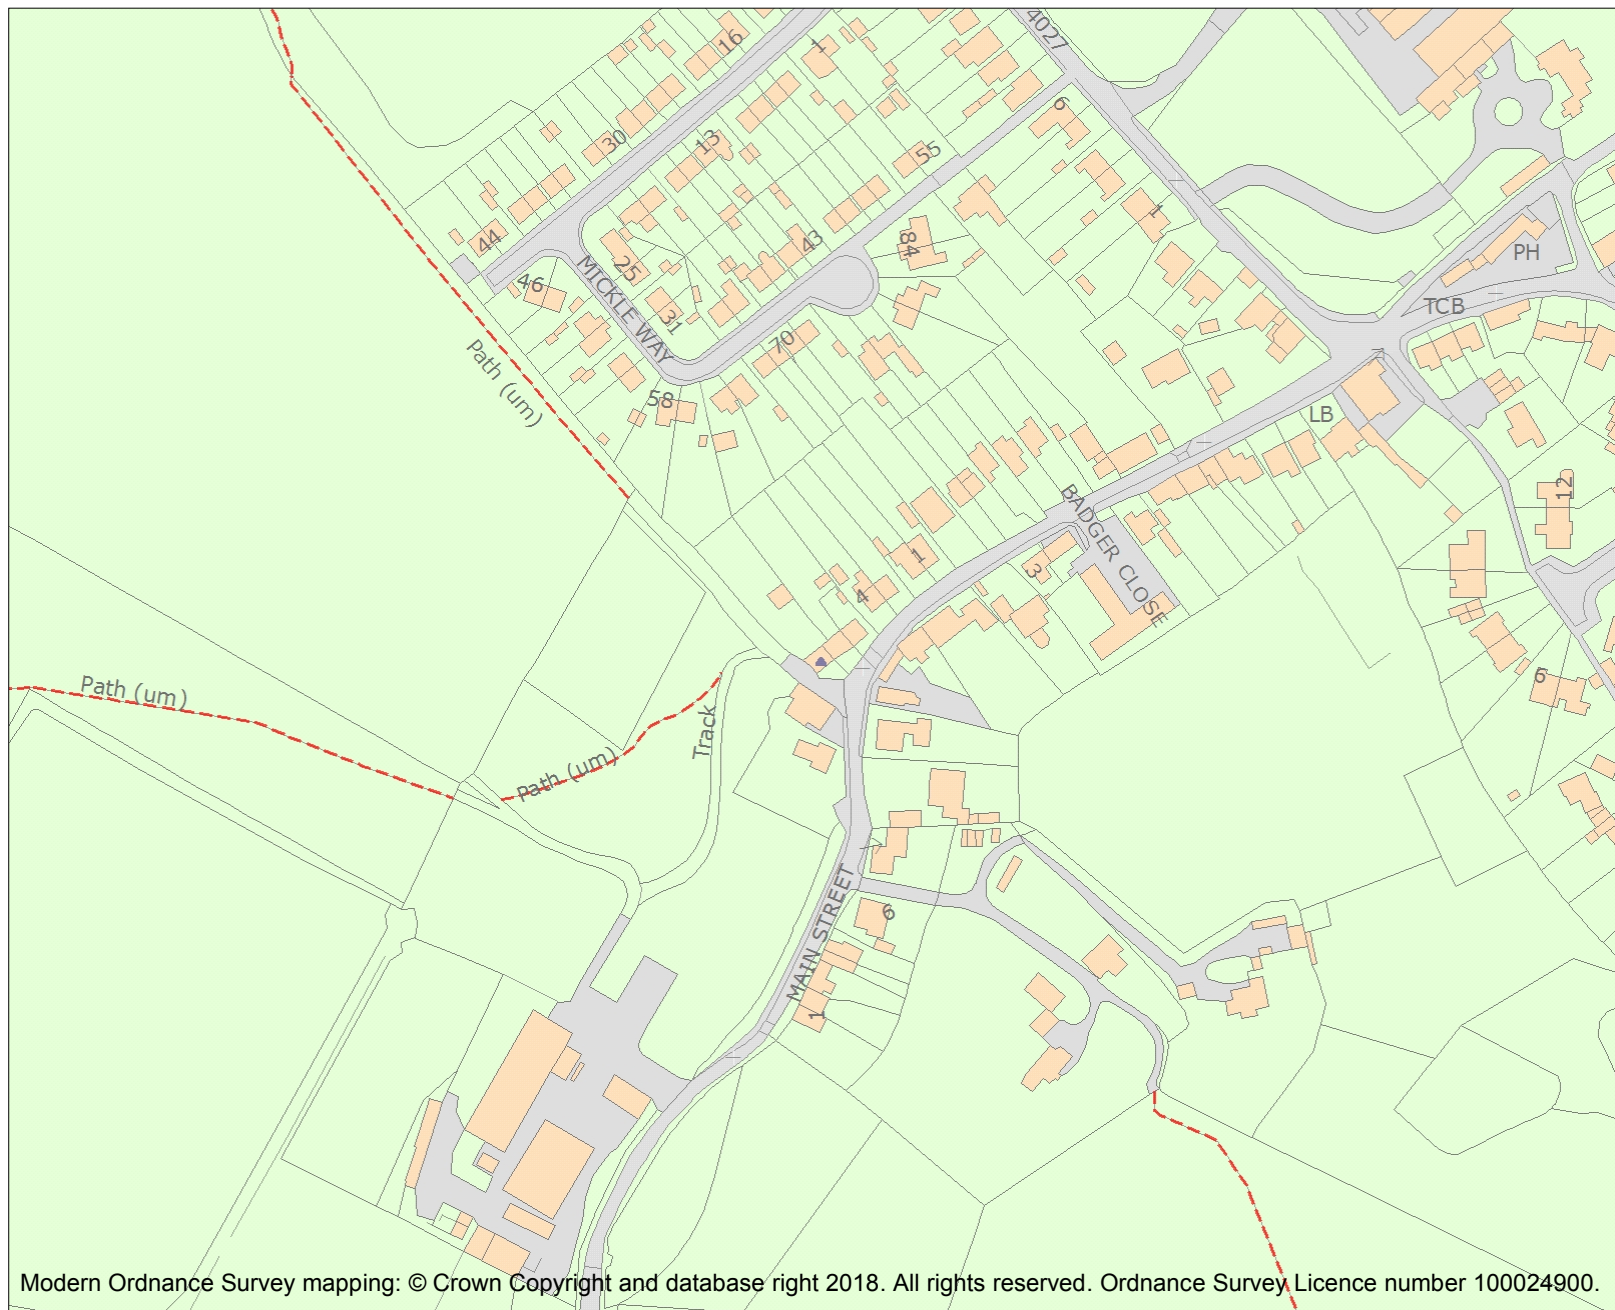 4027
16
1
6
30
13
55
1
44
43
84
PH
25
46
MICKLE WAY
31
TCB
70
Path (um)
58
LB
BADGER CLOSE
12
1
3
4
6
Path (um)
Track
Path (um)
MAIN STREET
6
1
Modern Ordnance Survey mapping: © Crown Copyright and database right 2018. All rights reserved. Ordnance Survey Licence number 100024900.